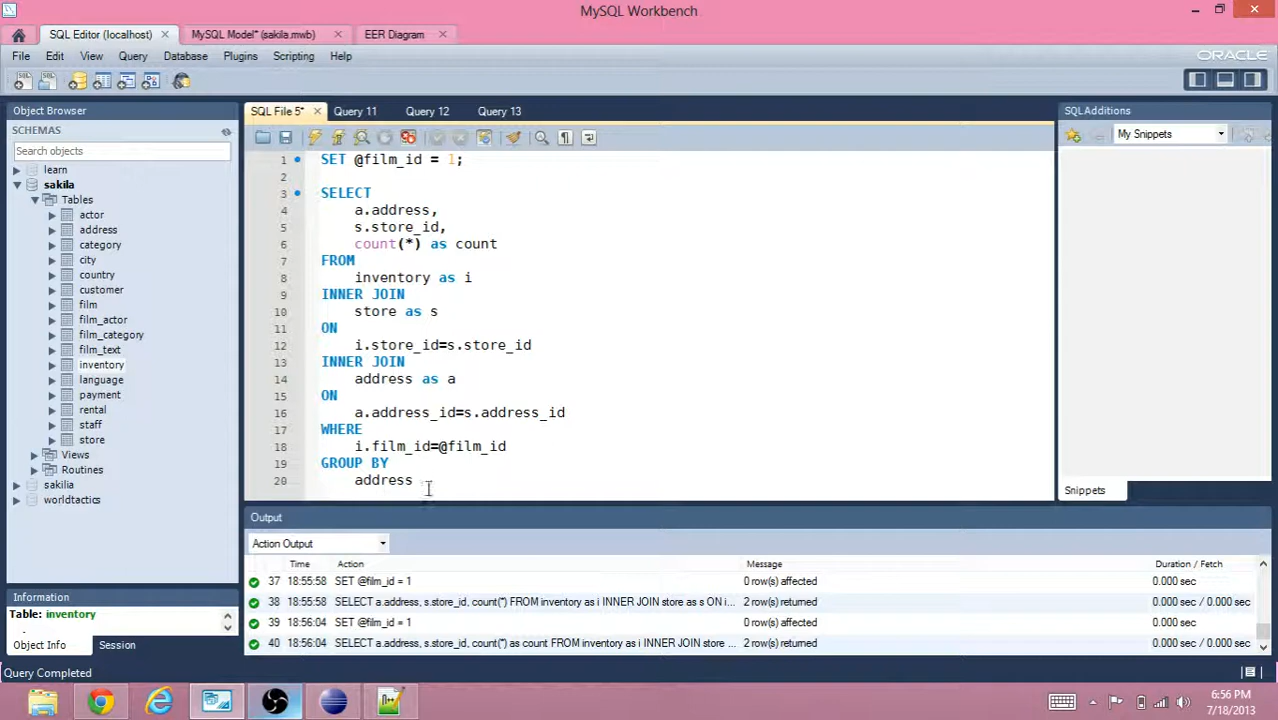 MySQL Workbench
SQL Editor (localhost)
MySQL Model* (sakila.mwb)
EER Diagram
File Edit View Query Database Plugins Scripting Help
ORACLE
Object Browser
SCHEMAS
Search objects
learn
sakila
Tables
actor
address
category
city
country
customer
film
film_actor
film_category
film_text
inventory
language
payment
rental
staff
store
Views
Routines
sakilia
worldtactics
Information
Table: inventory
Object Info Session
SQL File 5* Query 11 Query 12 Query 13
1 SET @film_id = 1;
2
3 SELECT
4 a.address,
5 s.store_id,
6 count(*) as count
7 FROM
8 inventory as i
9 INNER JOIN
10 store as s
11 ON
12 i.store_id=s.store_id
13 INNER JOIN
14 address as a
15 ON
16 a.address_id=s.address_id
17 WHERE
18 i.film_id=@film_id
19 GROUP BY
20 address
SQL Additions
My Snippets
Snippets
Output
Action Output
Time Action Message Duration / Fetch
37 18:55:58 SET @film_id = 1 0 row(s) affected 0.000 sec
38 18:55:58 SELECT a.address, s.store_id, count(*) FROM inventory as i INNER JOIN store as s ON i... 2 row(s) returned 0.000 sec / 0.000 sec
39 18:56:04 SET @film_id = 1 0 row(s) affected 0.000 sec
40 18:56:04 SELECT a.address, s.store_id, count(*) as count FROM inventory as i INNER JOIN store ... 2 row(s) returned 0.000 sec / 0.000 sec
Query Completed
6:56 PM
7/18/2013